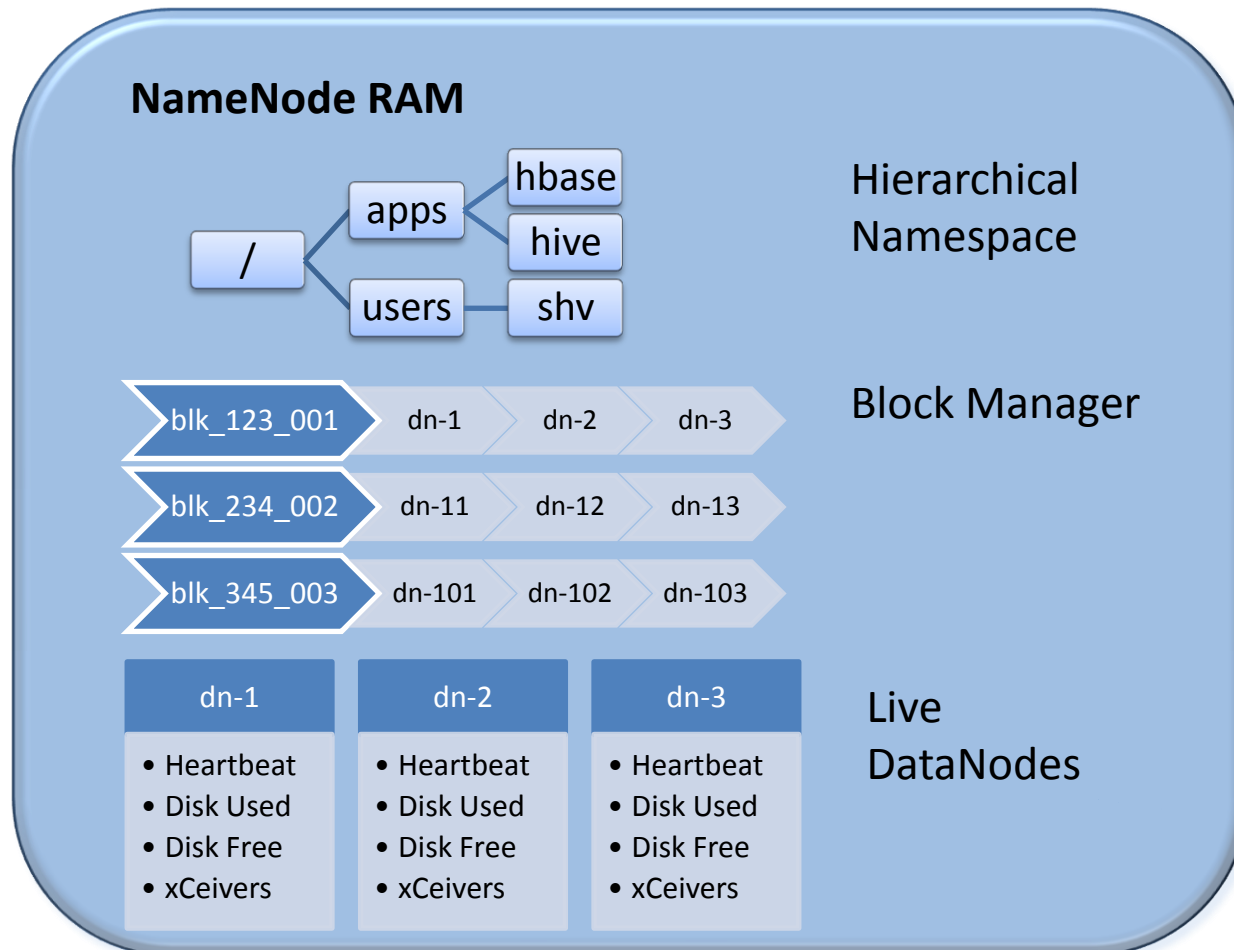 NameNode RAM
/
apps
hbase
hive
users
shv
Hierarchical
Namespace
blk_123_001 dn-1 dn-2 dn-3
Block Manager
blk_234_002 dn-11 dn-12 dn-13
blk_345_003 dn-101 dn-102 dn-103
dn-1
• Heartbeat
• Disk Used
• Disk Free
• xCeivers
dn-2
• Heartbeat
• Disk Used
• Disk Free
• xCeivers
dn-3
• Heartbeat
• Disk Used
• Disk Free
• xCeivers
Live
DataNodes